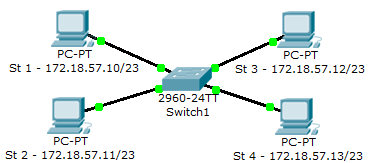 PC-PT
St 1 - 172.18.57.10/23
PC-PT
St 3 - 172.18.57.12/23
2960-24TT
Switch1
PC-PT
St 2 - 172.18.57.11/23
PC-PT
St 4 - 172.18.57.13/23